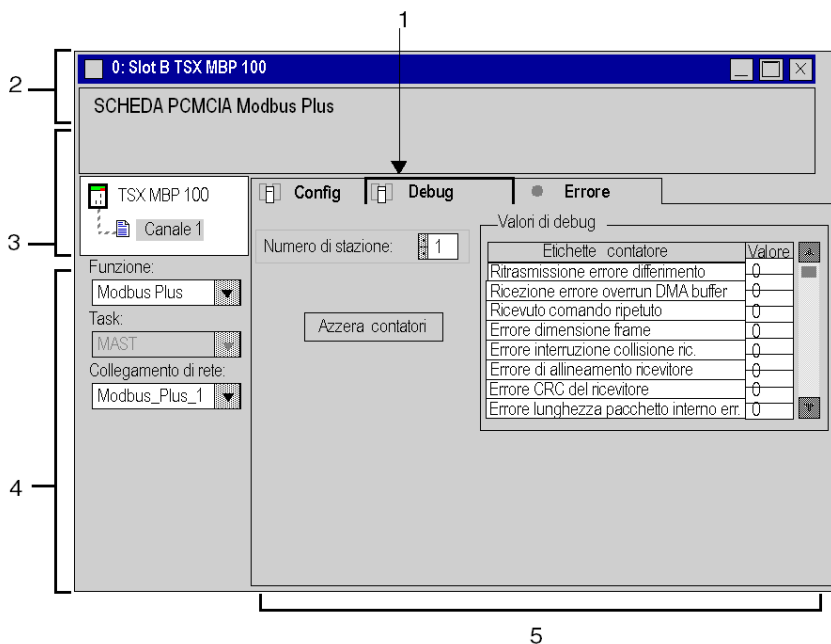 1
2
0: Slot B TSX MBP 100
SCHEDA PCMCIA Modbus Plus
3
TSX MBP 100
Canale 1
Config
Debug
Errore
Numero di stazione:
1
Azzera contatori
Valori di debug
Etichette contatore Valore
Ritrasmissione errore differimento 0
Ricezione errore overrun DMA buffer 0
Ricevuto comando ripetuto 0
Errore dimensione frame 0
Errore interruzione collisione ric. 0
Errore di allineamento ricevitore 0
Errore CRC del ricevitore 0
Errore lunghezza pacchetto interno err. 0
4
Funzione:
Modbus Plus
Task:
MAST
Collegamento di rete:
Modbus_Plus_1
5